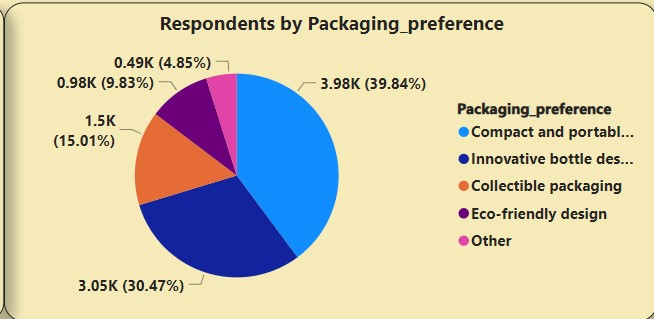 Respondents by Packaging_preference
0.49K (4.85%)
0.98K (9.83%)
1.5K
(15.01%)
3.98K (39.84%)
3.05K (30.47%)
Packaging_preference
Compact and portabl...
Innovative bottle des...
Collectible packaging
Eco-friendly design
Other